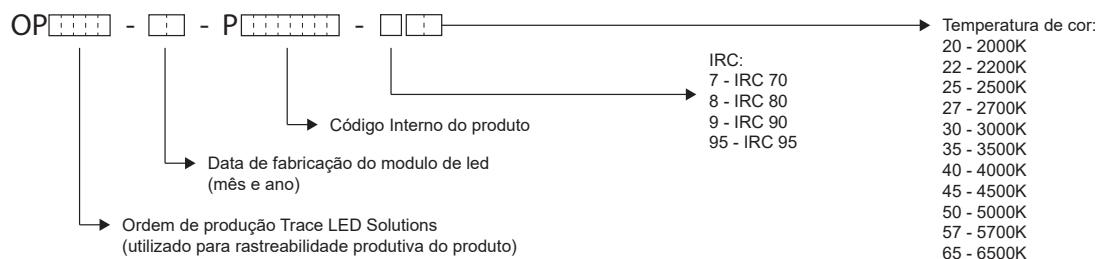 OP - - P -
Temperatura de cor:
20 - 2000K
22 - 2200K
25 - 2500K
27 - 2700K
30 - 3000K
35 - 3500K
40 - 4000K
45 - 4500K
50 - 5000K
57 - 5700K
65 - 6500K
IRC:
7 - IRC 70
8 - IRC 80
9 - IRC 90
95 - IRC 95
Código Interno do produto
Data de fabricação do modulo de led
(mês e ano)
Ordem de produção Trace LED Solutions
(utilizado para rastreabilidade produtiva do produto)